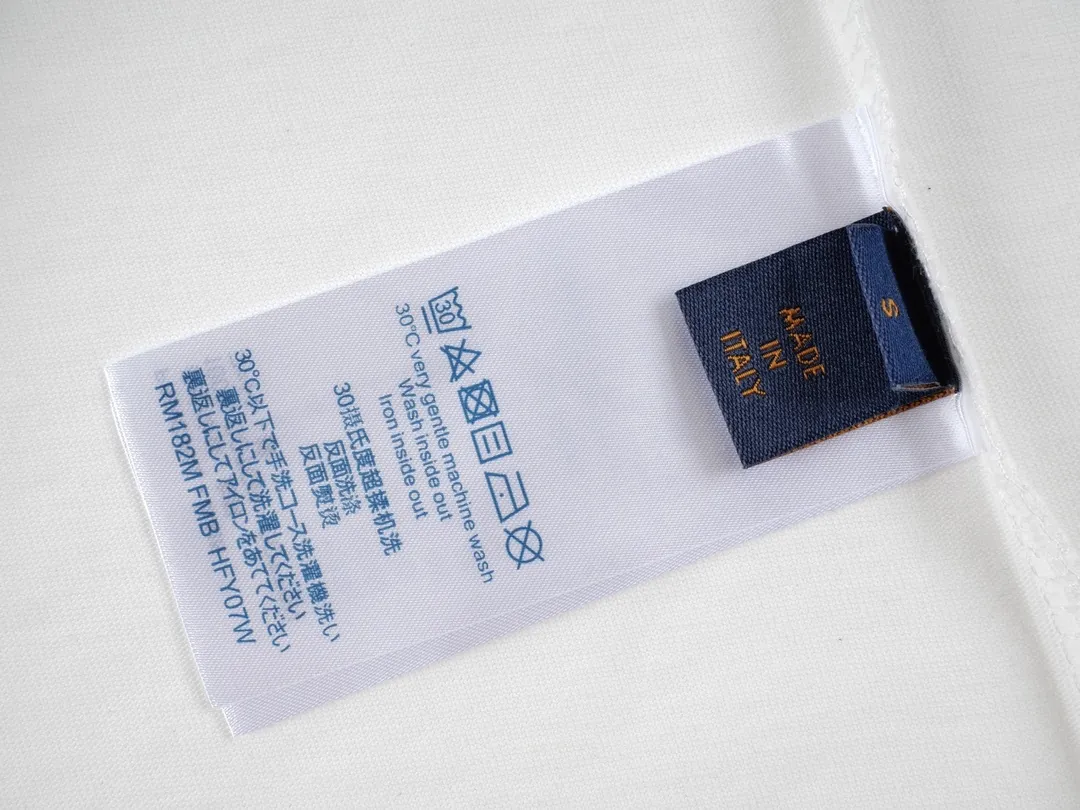 30
30°C very gentle machine wash
Wash inside out
Iron inside out
30摄氏度超揉机洗
反面洗涤
反面熨烫
30℃以下で手洗コース洗濯機洗い
裏返しにして洗濯してください
裏返しにしてアイロンをあててください
RM182M FMB HFY07W
S
MADE
IN
ITALY